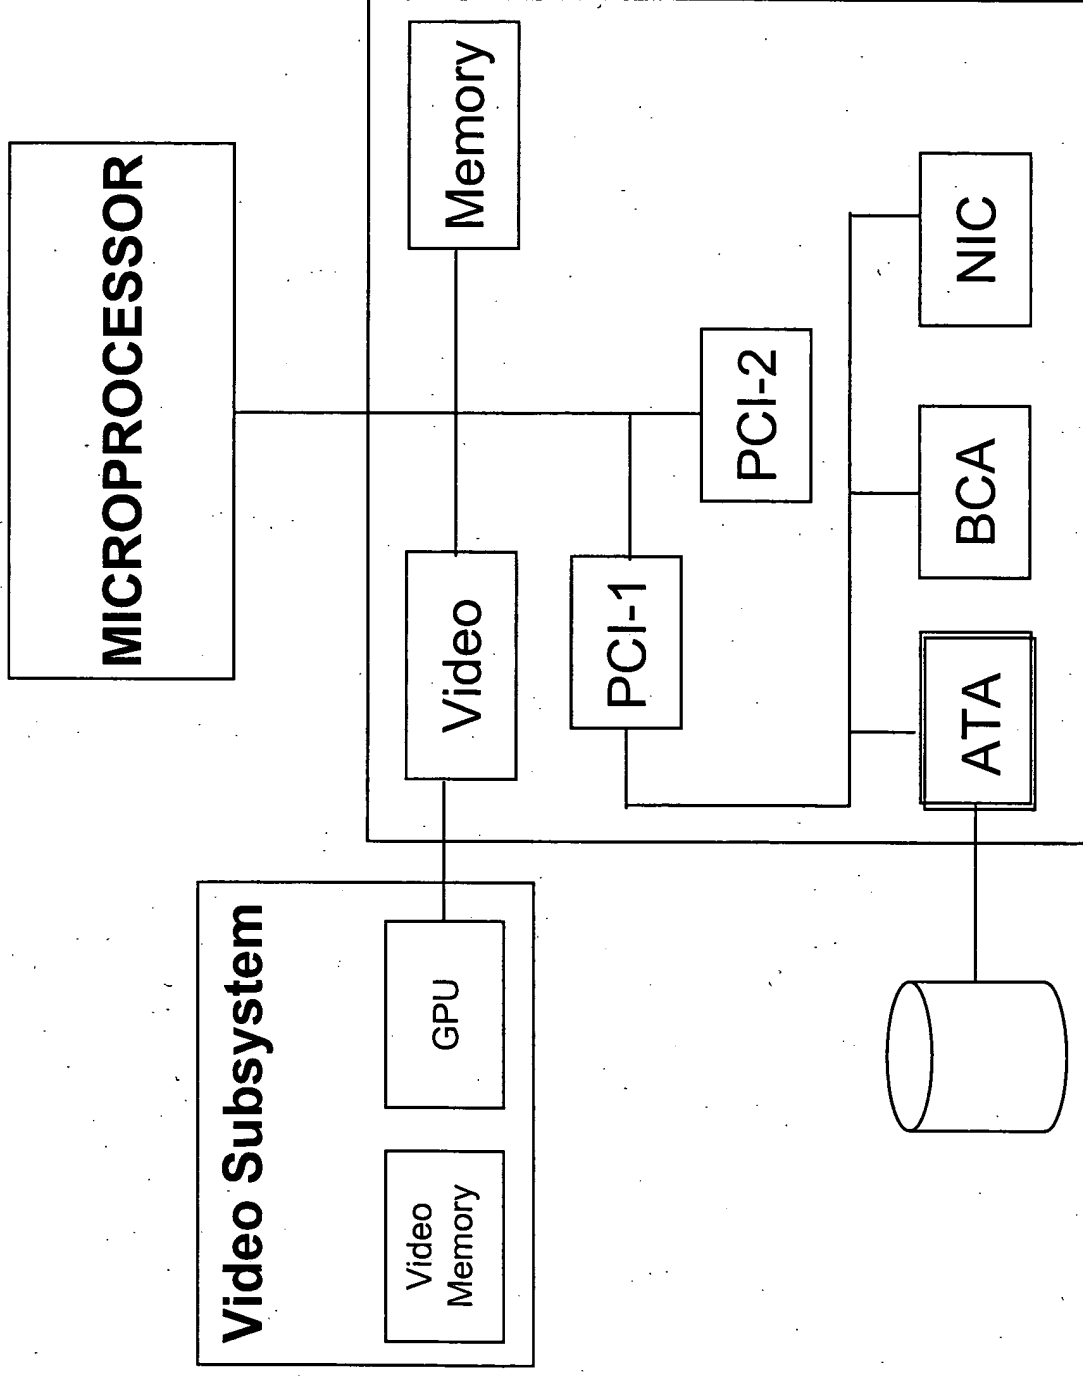 MICROPROCESSOR
Video Subsystem
Video
Memory
GPU
Video
Memory
PCI-1
PCI-2
ATA
BCA
NIC